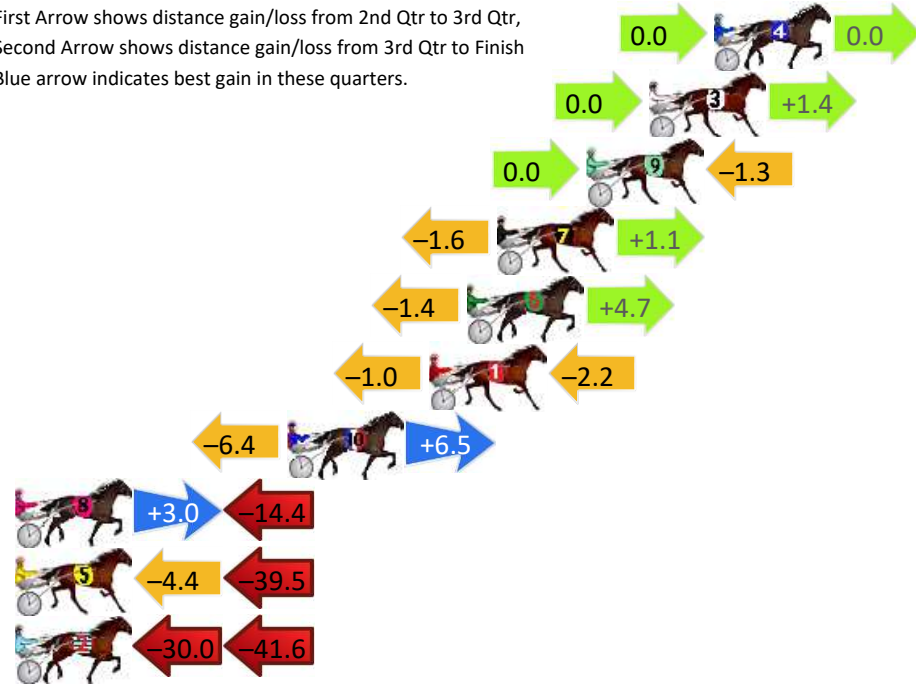 First Arrow shows distance gain/loss from 2nd Qtr to 3rd Qtr,
Second Arrow shows distance gain/loss from 3rd Qtr to Finish
Blue arrow indicates best gain in these quarters.
0.0 4 0.0
0.0 3 +1.4
0.0 9 –1.3
–1.6 7 +1.1
–1.4 6 +4.7
–1.0 1 –2.2
–6.4 10 +6.5
8 +3.0 –14.4
5 –4.4 –39.5
2 –30.0 –41.6